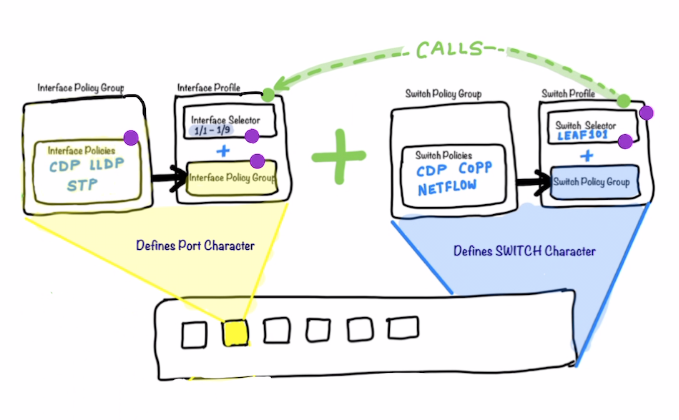 CALLS
Interface Policy Group
Interface Profile
Interface Selector
1/1 - 1/9
+
Interface Policies
CDP LLDP
STP
Interface Policy Group
Defines Port Character
+
Switch Policy Group
Switch Profile
Switch Selector
LEAF101
+
Switch Policies
CDP CoPP
NETFLOW
Switch Policy Group
Defines SWITCH Character